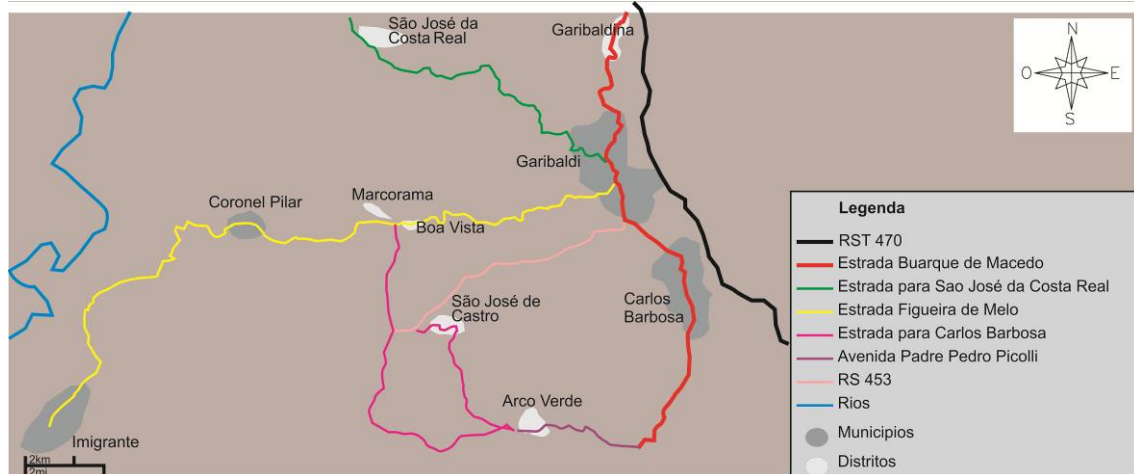 São José da
Costa Real
Garibaldina
N
O
E
S
Garibaldi
Coronel Pilar
Marcorama
Boa Vista
São José de
Castro
Carlos
Barbosa
Arco Verde
Imigrante
2km
2mi
Legenda
RST 470
Estrada Buarque de Macedo
Estrada para Sao José da Costa Real
Estrada Figueira de Melo
Estrada para Carlos Barbosa
Avenida Padre Pedro Picolli
RS 453
Rios
Municipios
Distritos